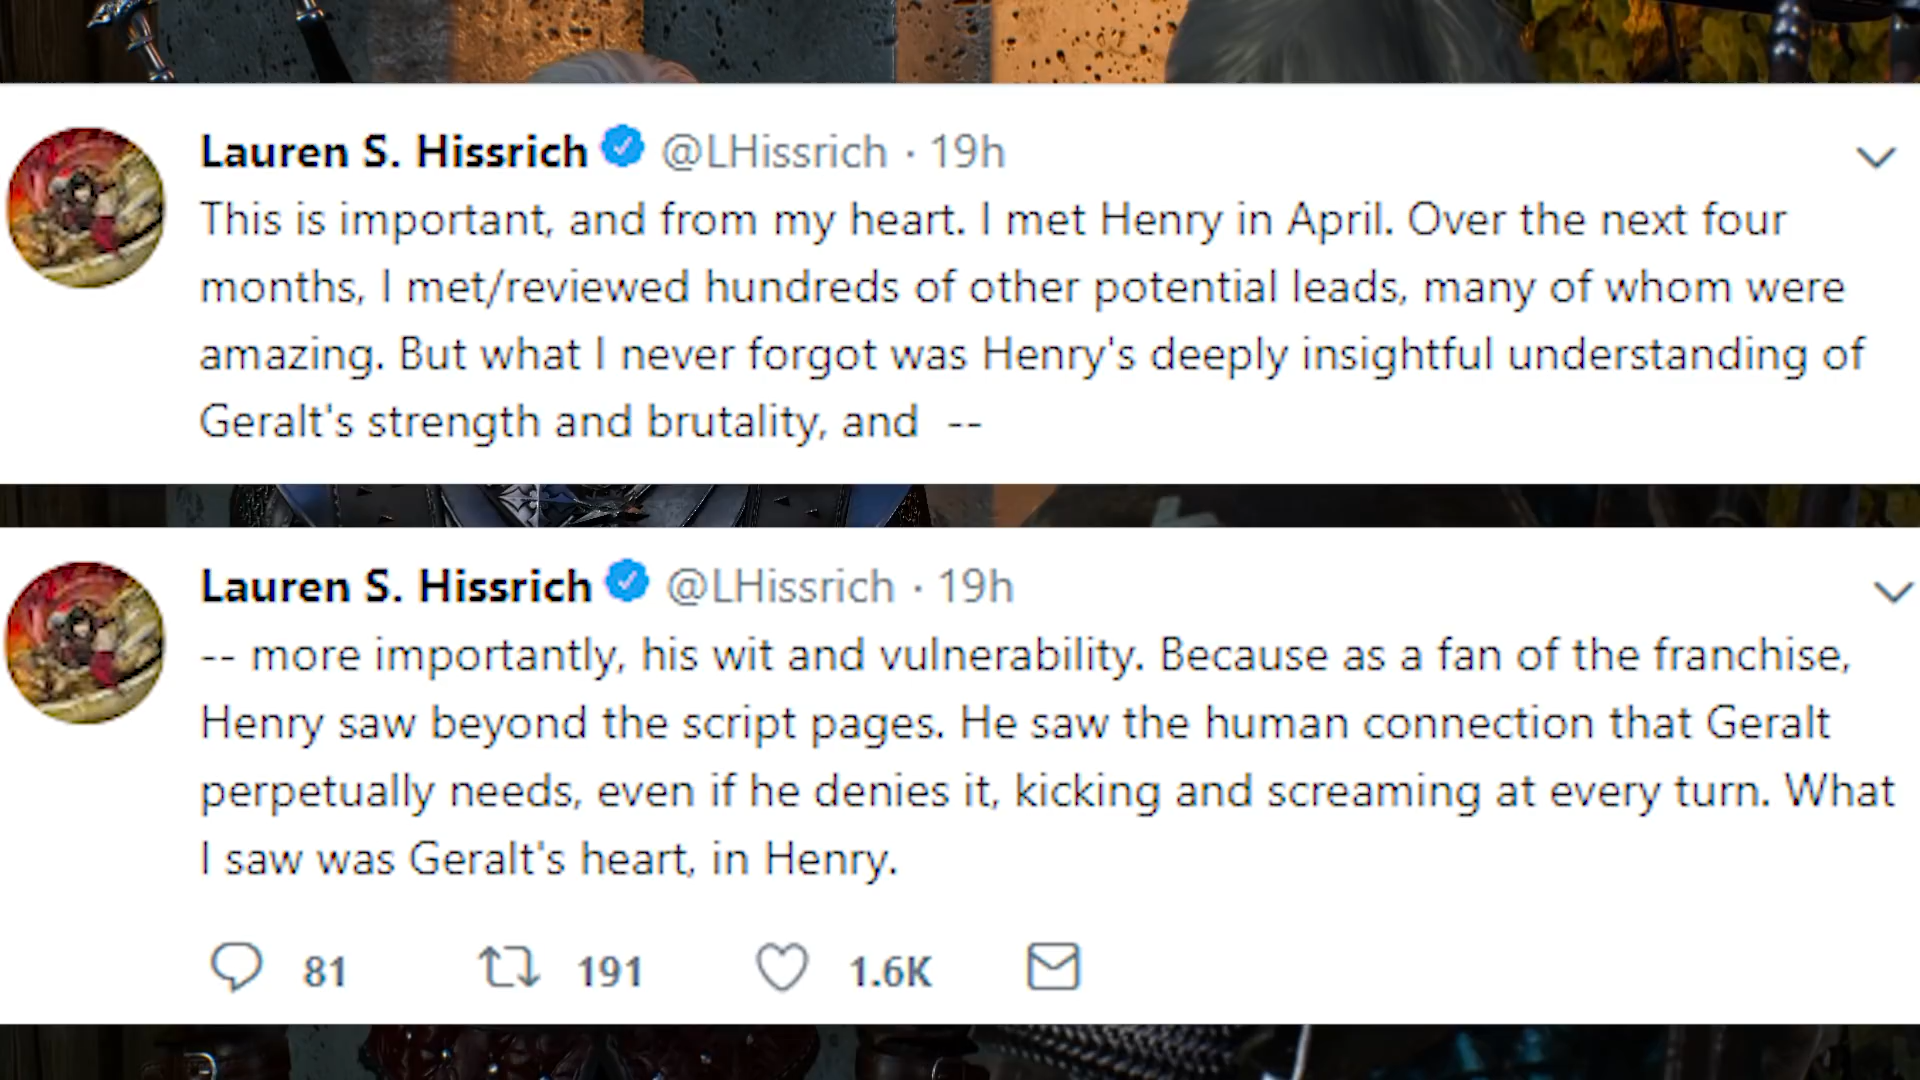 Lauren S. Hissrich @LHissrich · 19h
This is important, and from my heart. I met Henry in April. Over the next four
months, I met/reviewed hundreds of other potential leads, many of whom were
amazing. But what I never forgot was Henry's deeply insightful understanding of
Geralt's strength and brutality, and --
Lauren S. Hissrich @LHissrich · 19h
-- more importantly, his wit and vulnerability. Because as a fan of the franchise,
Henry saw beyond the script pages. He saw the human connection that Geralt
perpetually needs, even if he denies it, kicking and screaming at every turn. What
I saw was Geralt's heart, in Henry.
81 191 1.6K